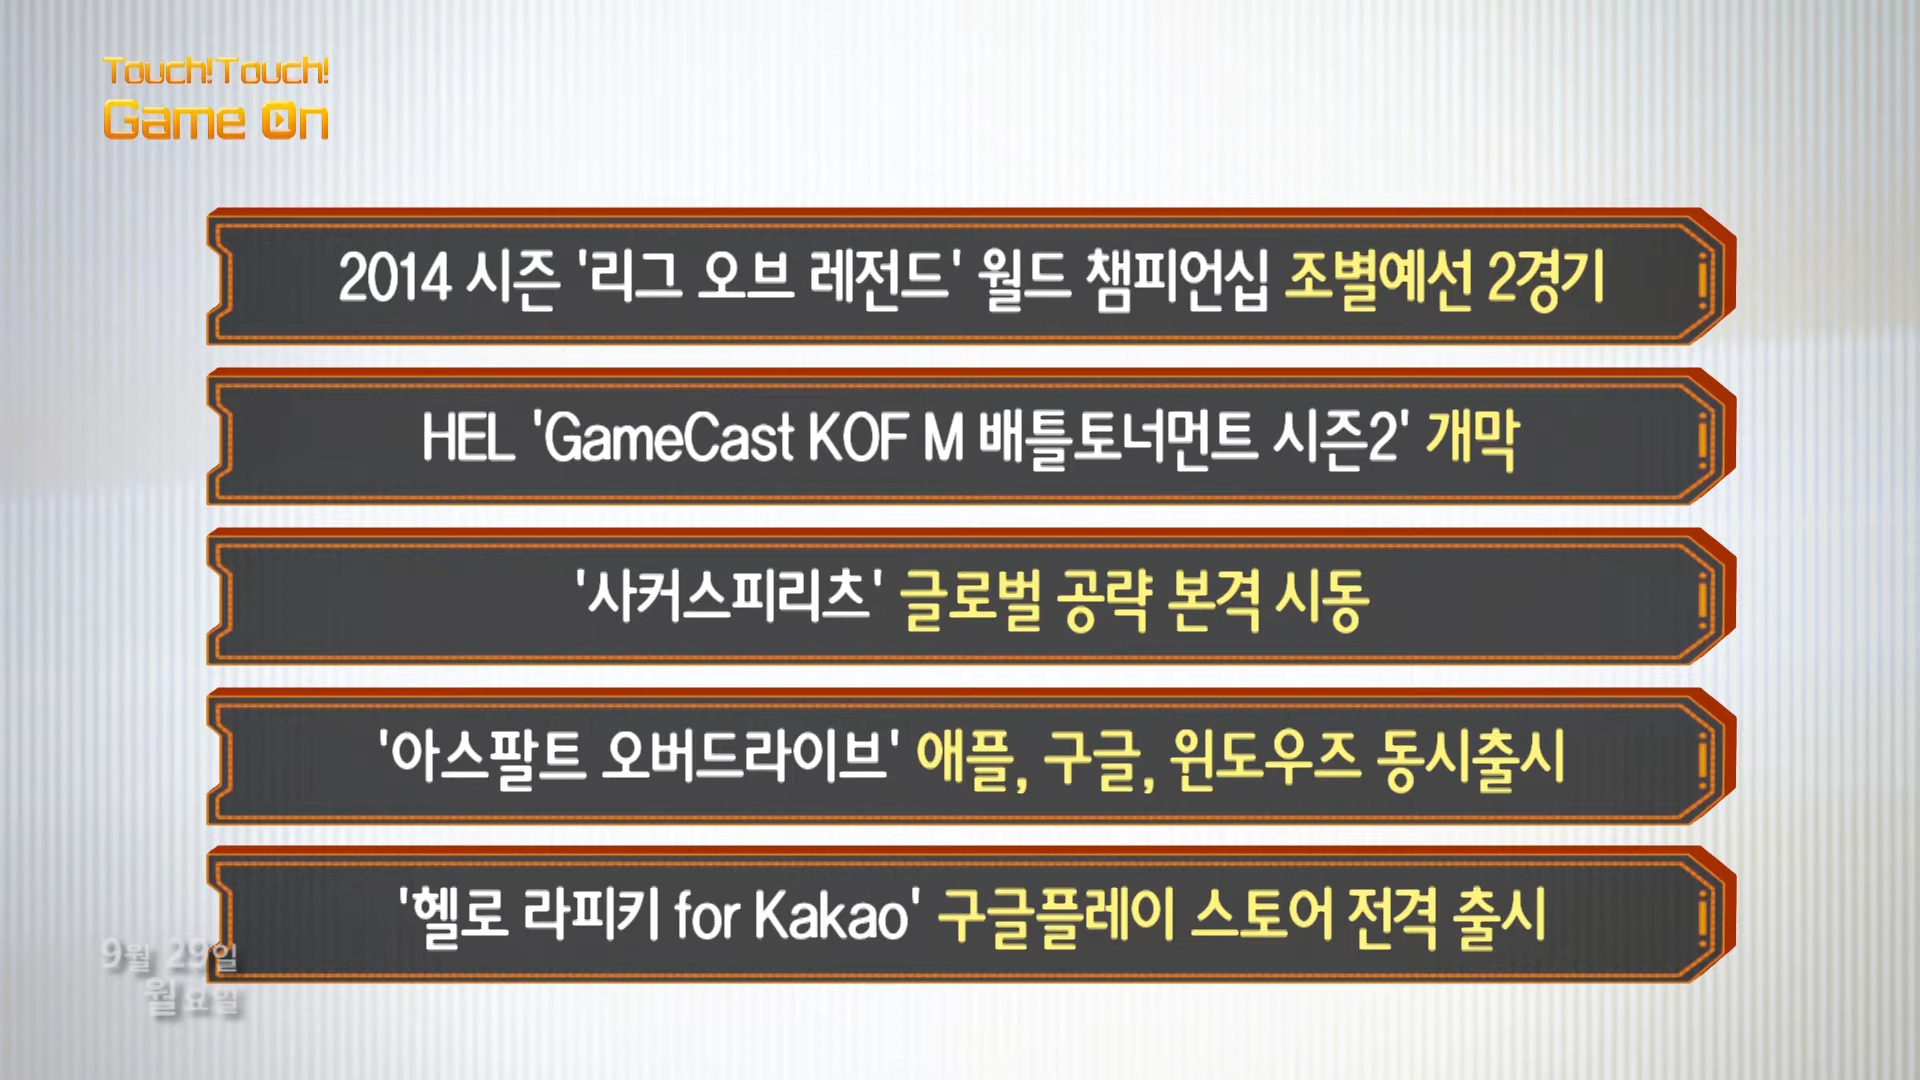 Touch!Touch!
Game On
2014 시즌 '리그 오브 레전드' 월드 챔피언십 조별예선 2경기
HEL 'GameCast KOF M 배틀토너먼트 시즌2' 개막
'사커스피리츠' 글로벌 공략 본격 시동
'아스팔트 오버드라이브' 애플, 구글, 윈도우즈 동시출시
'헬로 라피키 for Kakao' 구글플레이 스토어 전격 출시
9월 29일
월요일